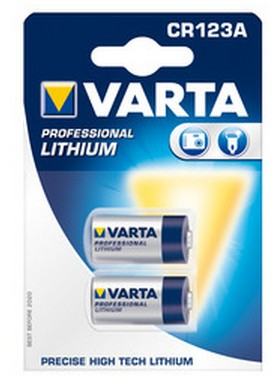 CR123A
VARTA
PROFESSIONAL
LITHIUM
VARTA
PROFESSIONAL
LITHIUM
VARTA
PROFESSIONAL
LITHIUM
BEST BEFORE 2020
PRECISE HIGH TECH LITHIUM